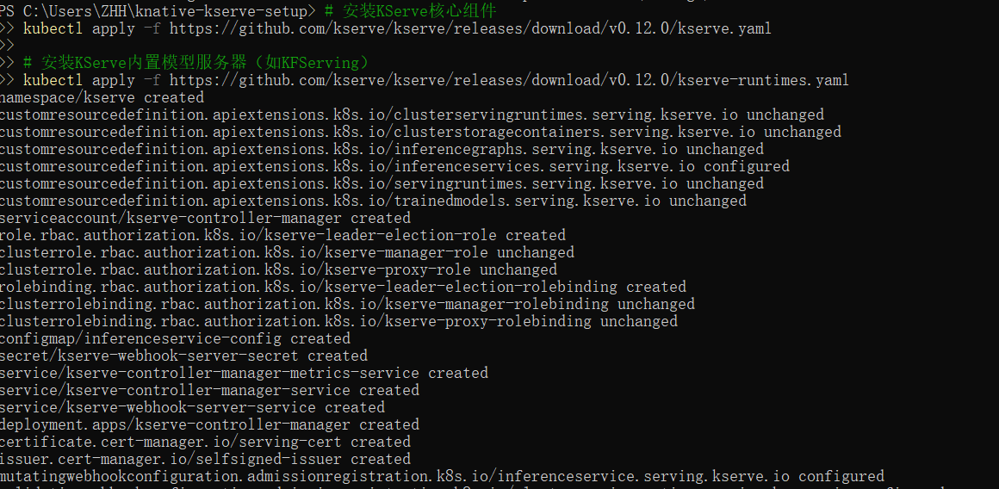 PS C:\Users\ZHH\knative-kserve-setup> # 安装KServe核心组件
>> kubectl apply -f https://github.com/kserve/kserve/releases/download/v0.12.0/kserve.yaml
>>
>> # 安装KServe内置模型服务器（如KFServing）
>> kubectl apply -f https://github.com/kserve/kserve/releases/download/v0.12.0/kserve-runtimes.yaml
namespace/kserve created
customresourcedefinition.apiextensions.k8s.io/clusterservingruntimes.serving.kserve.io unchanged
customresourcedefinition.apiextensions.k8s.io/clusterstoragecontainers.serving.kserve.io unchanged
customresourcedefinition.apiextensions.k8s.io/inferencegraphs.serving.kserve.io unchanged
customresourcedefinition.apiextensions.k8s.io/inferenceservices.serving.kserve.io configured
customresourcedefinition.apiextensions.k8s.io/servingruntimes.serving.kserve.io unchanged
customresourcedefinition.apiextensions.k8s.io/trainedmodels.serving.kserve.io unchanged
serviceaccount/kserve-controller-manager created
role.rbac.authorization.k8s.io/kserve-leader-election-role created
clusterrole.rbac.authorization.k8s.io/kserve-manager-role unchanged
clusterrole.rbac.authorization.k8s.io/kserve-proxy-role unchanged
rolebinding.rbac.authorization.k8s.io/kserve-leader-election-rolebinding created
clusterrolebinding.rbac.authorization.k8s.io/kserve-manager-rolebinding unchanged
clusterrolebinding.rbac.authorization.k8s.io/kserve-proxy-rolebinding unchanged
configmap/inferenceservice-config created
secret/kserve-webhook-server-secret created
service/kserve-controller-manager-metrics-service created
service/kserve-controller-manager-service created
service/kserve-webhook-server-service created
deployment.apps/kserve-controller-manager created
certificate.cert-manager.io/serving-cert created
issuer.cert-manager.io/selfsigned-issuer created
mutatingwebhookconfiguration.admissionregistration.k8s.io/inferenceservice.serving.kserve.io configured